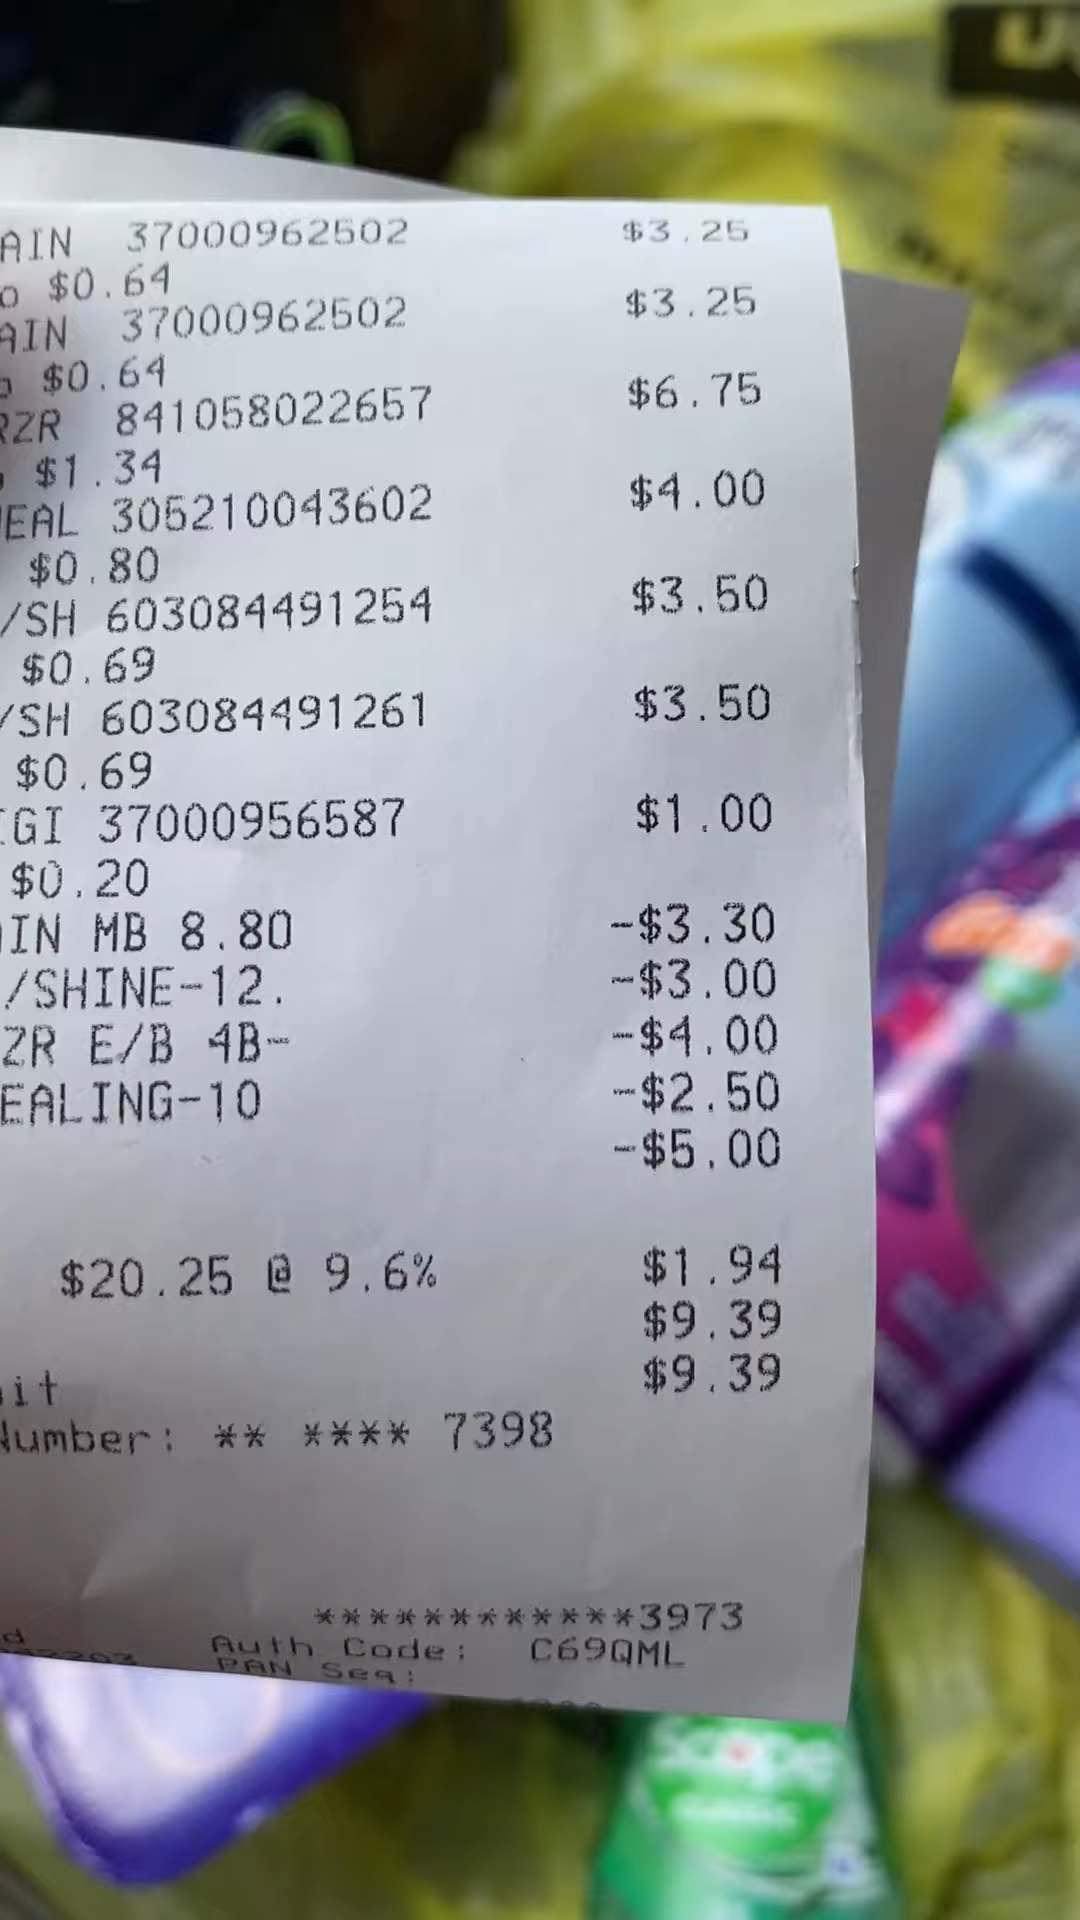 AIN 37000962502 $3.25
o $0.64
AIN 37000962502 $3.25
$0.64
RZR 841058022657 $6.75
$1.34
EAL 305210043602 $4.00
$0.80
/SH 603084491254 $3.50
$0.69
/SH 603084491261 $3.50
$0.69
IGI 37000956587 $1.00
$0.20
IN MB 8.80 -$3.30
/SHINE-12. -$3.00
ZR E/B 4B- -$4.00
EALING-10 -$2.50
-$5.00
$20.25 @ 9.6% $1.94
$9.39
$9.39
it
Number: ** **** 7398
************3973
d Auth Code: C69QML
PAN Seq:
scope